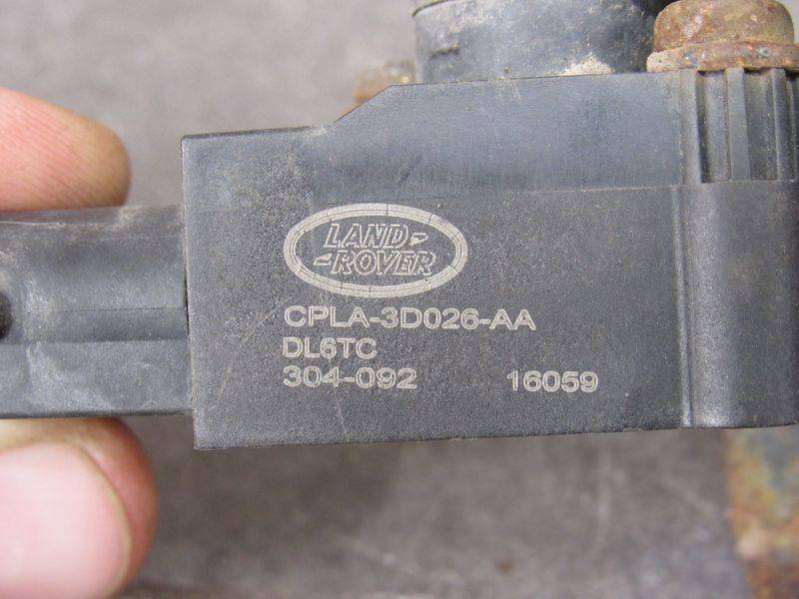 LAND-
-ROVER
CPLA-3D026-AA
DL6TC
304-092 16059